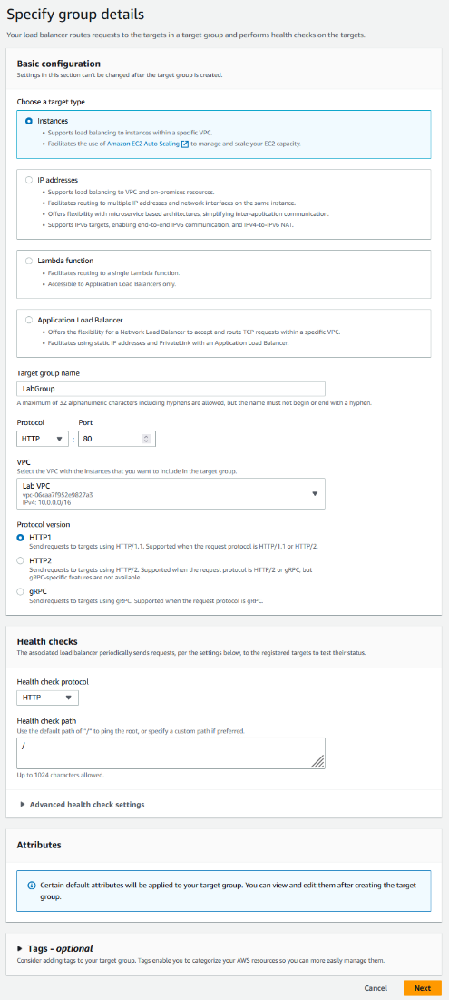 Specify group details
Your load balancer routes requests to the targets in a target group and performs health checks on the targets.
Basic configuration
Settings in this section can't be changed after the target group is created.
Choose a target type
Instances
• Supports load balancing to instances within a specific VPC.
• Facilitates the use of Amazon EC2 Auto Scaling to manage and scale your EC2 capacity.
IP addresses
• Supports load balancing to VPC and on-premises resources.
• Facilitates routing to multiple IP addresses and network interfaces on the same instance.
• Offers flexibility with microservice based architectures, simplifying inter-application communication.
• Supports IPv6 targets, enabling end-to-end IPv6 communication, and IPv4-to-IPv6 NAT.
Lambda function
• Facilitates routing to a single Lambda function.
• Accessible to Application Load Balancers only.
Application Load Balancer
• Offers the flexibility for a Network Load Balancer to accept and route TCP requests within a specific VPC.
• Facilitates using static IP addresses and PrivateLink with an Application Load Balancer.
Target group name
LabGroup
A maximum of 32 alphanumeric characters including hyphens are allowed, but the name must not begin or end with a hyphen.
Protocol Port
HTTP : 80
VPC
Select the VPC with the instances that you want to include in the target group.
Lab VPC
vpc-06caa7f952e9827a3
IPv4: 10.0.0.0/16
Protocol version
HTTP1
Send requests to targets using HTTP/1.1. Supported when the request protocol is HTTP/1.1 or HTTP/2.
HTTP2
Send requests to targets using HTTP/2. Supported when the request protocol is HTTP/2 or gRPC, but
gRPC-specific features are not available.
gRPC
Send requests to targets using gRPC. Supported when the request protocol is gRPC.
Health checks
The associated load balancer periodically sends requests, per the settings below, to the registered targets to test their status.
Health check protocol
HTTP
Health check path
Use the default path of "/" to ping the root, or specify a custom path if preferred.
/
Up to 1024 characters allowed.
Advanced health check settings
Attributes
Certain default attributes will be applied to your target group. You can view and edit them after creating the target
group.
Tags - optional
Consider adding tags to your target group. Tags enable you to categorize your AWS resources so you can more easily manage them.
Cancel Next